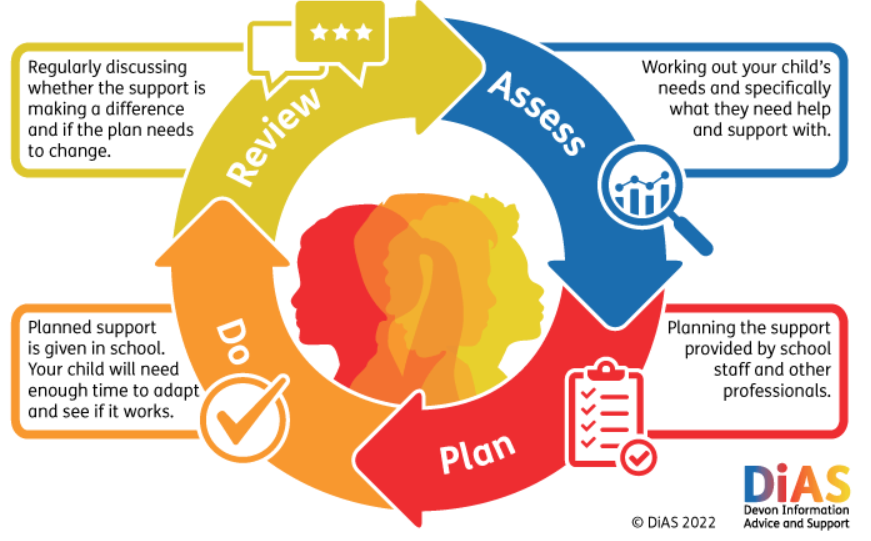 Review
Regularly discussing
whether the support is
making a difference
and if the plan needs
to change.
Assess
Working out your child's
needs and specifically
what they need help
and support with.
Plan
Planning the support
provided by school
staff and other
professionals.
Do
Planned support
is given in school.
Your child will need
enough time to adapt
and see if it works.
© DiAS 2022
DiAS
Devon Information
Advice and Support